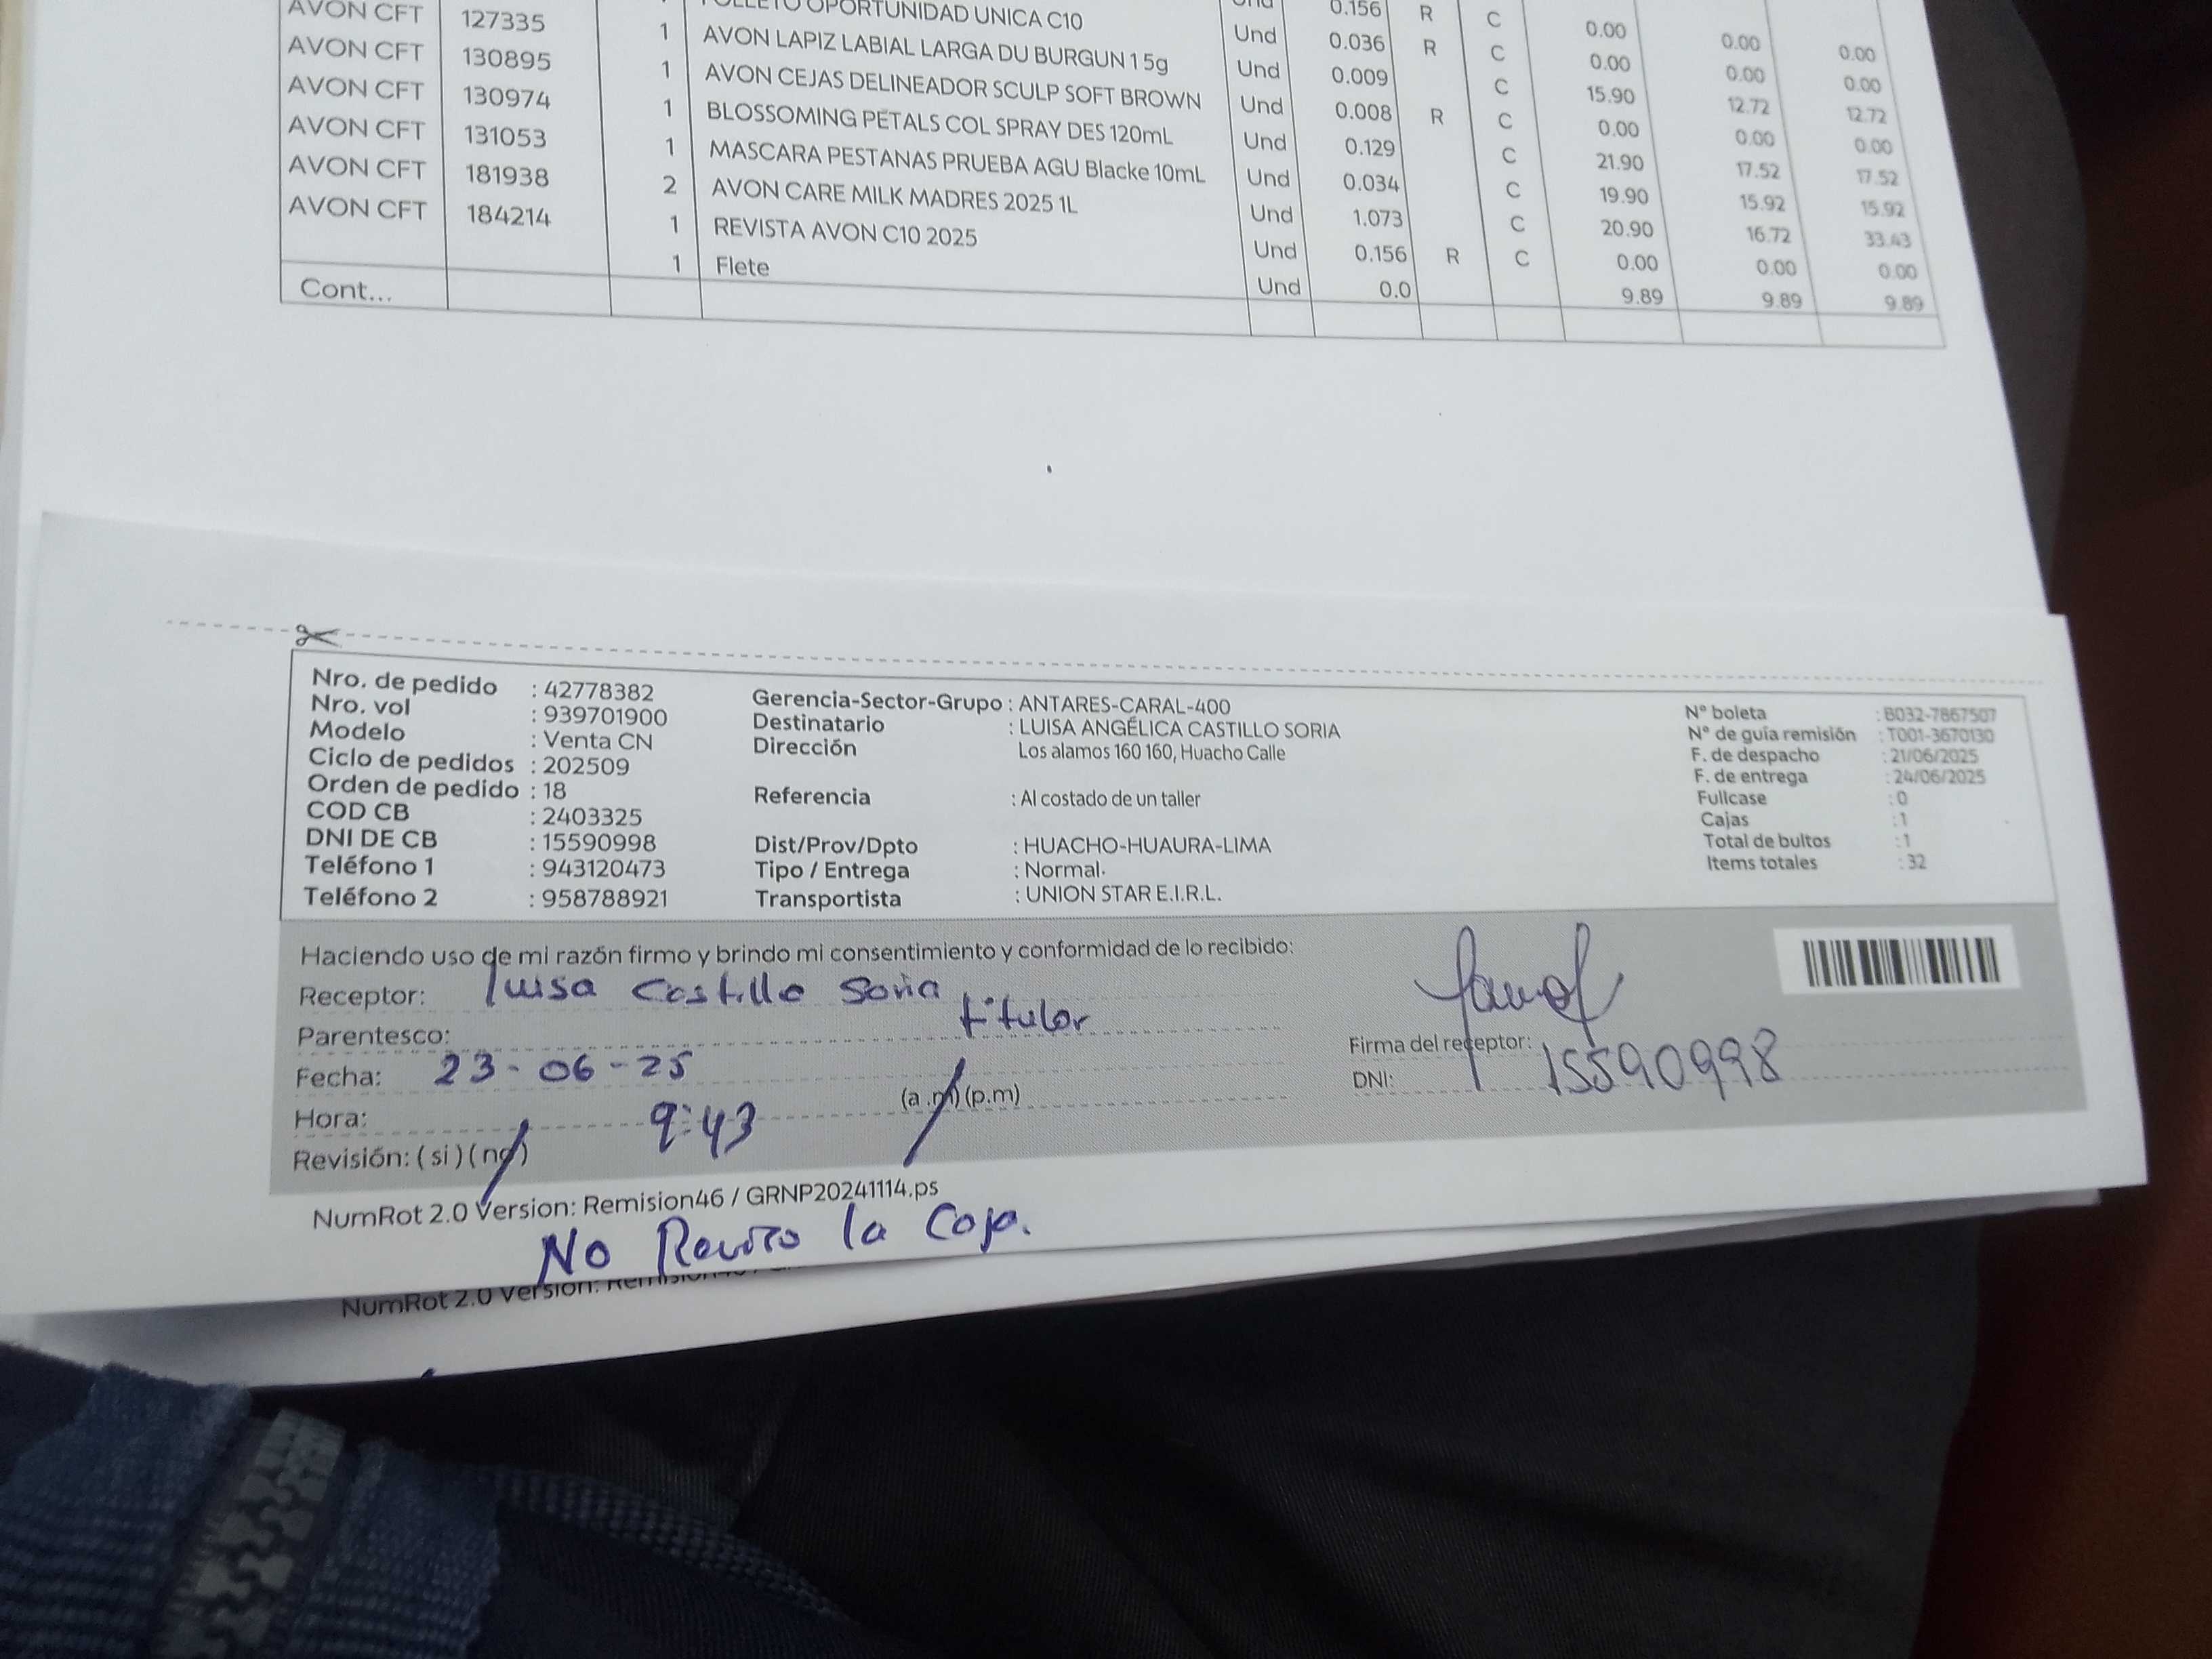 AVON CFT 127335 1 FOLLETO OPORTUNIDAD UNICA C10 Und 0.156 R C 0.00 0.00 0.00
AVON CFT 130895 1 AVON LAPIZ LABIAL LARGA DU BURGUN 1 5g Und 0.036 R C 0.00 0.00 0.00
AVON CFT 130974 1 AVON CEJAS DELINEADOR SCULP SOFT BROWN Und 0.009 C 15.90 12.72 12.72
AVON CFT 131053 1 BLOSSOMING PETALS COL SPRAY DES 120mL Und 0.008 R C 0.00 0.00 0.00
AVON CFT 181938 1 MASCARA PESTANAS PRUEBA AGU Blacke 10mL Und 0.129 C 21.90 17.52 17.52
AVON CFT 184214 2 AVON CARE MILK MADRES 2025 1L Und 0.034 C 19.90 15.92 15.92
1 REVISTA AVON C10 2025 Und 1.073 C 20.90 16.72 33.43
1 Flete Und 0.156 R C 0.00 0.00 0.00
Cont... Und 0.0 9.89 9.89 9.89
Nro. de pedido : 42778382
Nro. vol : 939701900
Modelo : Venta CN
Ciclo de pedidos : 202509
Orden de pedido : 18
COD CB : 2403325
DNI DE CB : 15590998
Teléfono 1 : 943120473
Teléfono 2 : 958788921
Gerencia-Sector-Grupo : ANTARES-CARAL-400
Destinatario : LUISA ANGÉLICA CASTILLO SORIA
Dirección Los alamos 160 160, Huacho Calle
Referencia : Al costado de un taller
Dist/Prov/Dpto : HUACHO-HUAURA-LIMA
Tipo / Entrega : Normal.
Transportista : UNION STAR E.I.R.L.
N° boleta : B032-7867507
N° de guia remisión : T001-3670130
F. de despacho : 21/06/2025
F. de entrega : 24/06/2025
Fullcase : 0
Cajas : 1
Total de bultos : 1
Items totales : 32
Haciendo uso de mi razón firmo y brindo mi consentimiento y conformidad de lo recibido:
Receptor: Luisa Castillo Soria
Parentesco: titular
Fecha: 23-06-25
Hora: 9:43 (a.m) (p.m)
Revisión: ( si ) ( no )
Firma del receptor:
DNI: 15590998
NumRot 2.0 Version: Remision46 / GRNP20241114.ps
No Reviso la Caja.
NumRot 2.0 Version: Remision46